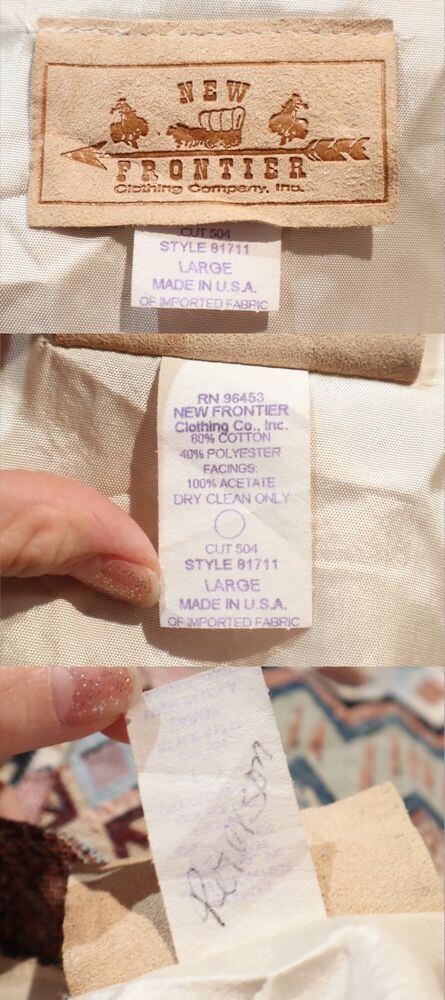 NEW
FRONTIER
Clothing Company, Inc.
CUT 504
STYLE 81711
LARGE
MADE IN U.S.A.
OF IMPORTED FABRIC
RN 96453
NEW FRONTIER
Clothing Co., Inc.
60% COTTON
40% POLYESTER
FACINGS:
100% ACETATE
DRY CLEAN ONLY
CUT 504
STYLE 81711
LARGE
MADE IN U.S.A.
OF IMPORTED FABRIC